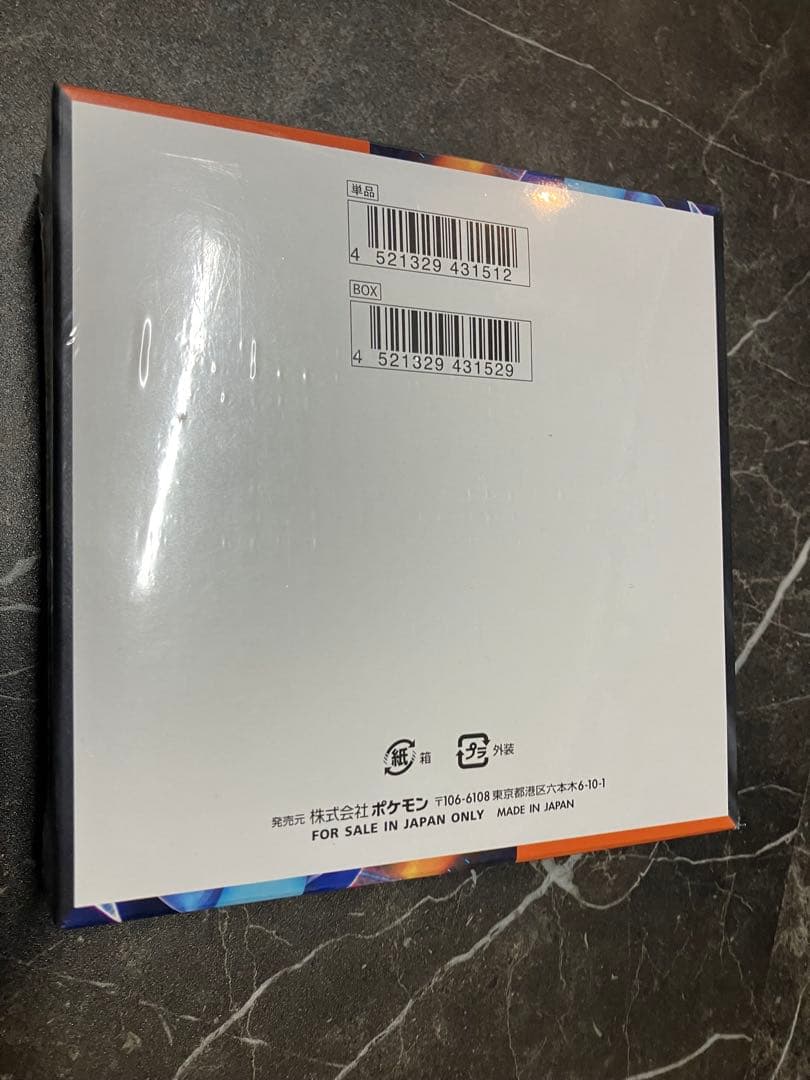 単品
4 521329 431512
BOX
4 521329 431529
紙 箱 プラ 外装
発売元 株式会社 ポケモン 〒106-6108 東京都港区六本木6-10-1
FOR SALE IN JAPAN ONLY MADE IN JAPAN